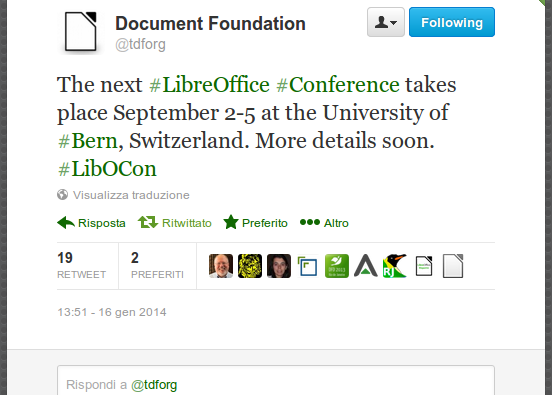 Document Foundation
@tdforg
Following
The next #LibreOffice #Conference takes
place September 2-5 at the University of
#Bern, Switzerland. More details soon.
#LibOCon
Visualizza traduzione
Risposta Ritwittato Preferito Altro
19 2
RETWEET PREFERITI
13:51 - 16 gen 2014
Rispondi a @tdforg